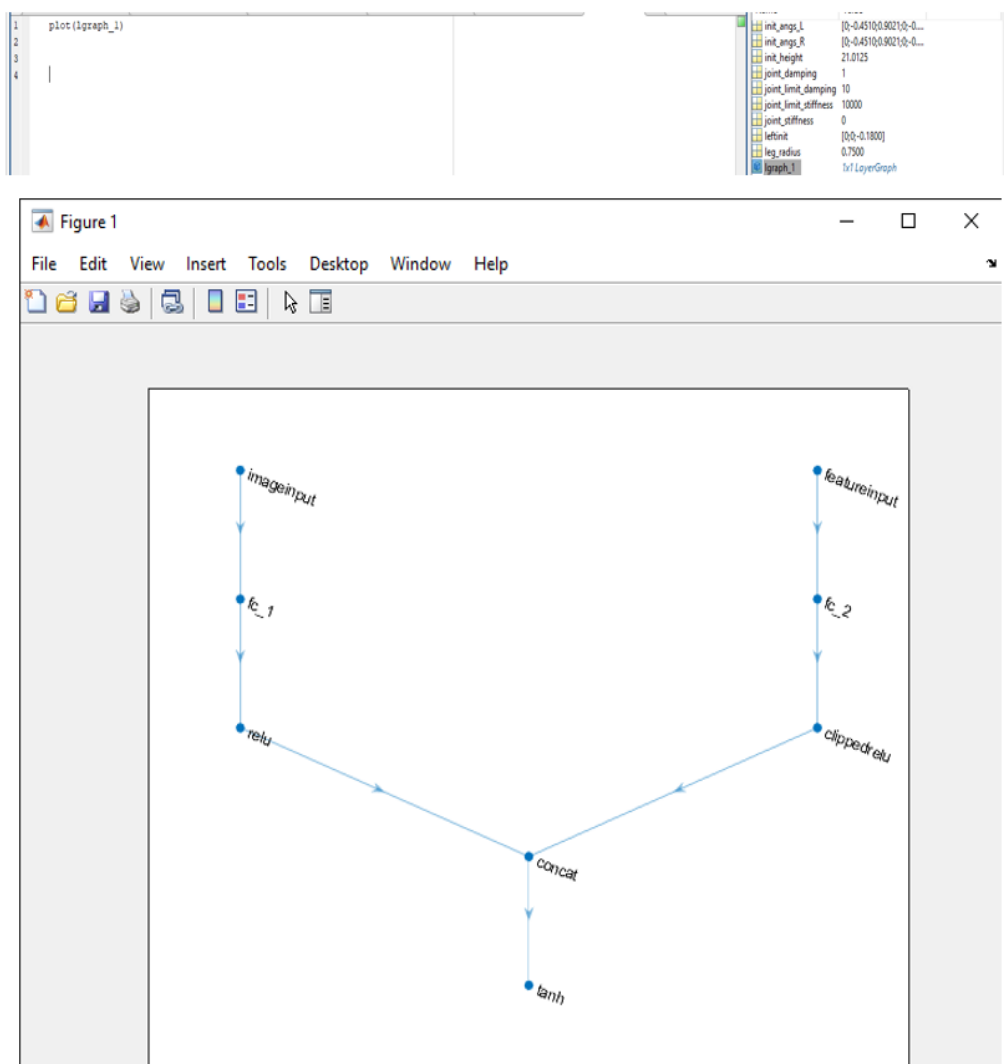 1 plot(lgraph_1)
2
3
4
init_angs_L [0;-0.4510;0.9021;0;-0....
init_angs_R [0;-0.4510;0.9021;0;-0....
init_height 21.0125
joint_damping 1
joint_limit_damping 10
joint_limit_stiffness 10000
joint_stiffness 0
leftinit [0;0;-0.1800]
leg_radius 0.7500
lgraph_1 1x1 LayerGraph
Figure 1
File Edit View Insert Tools Desktop Window Help
imageinput
featureinput
fc_1
fc_2
relu
clippedrelu
concat
tanh